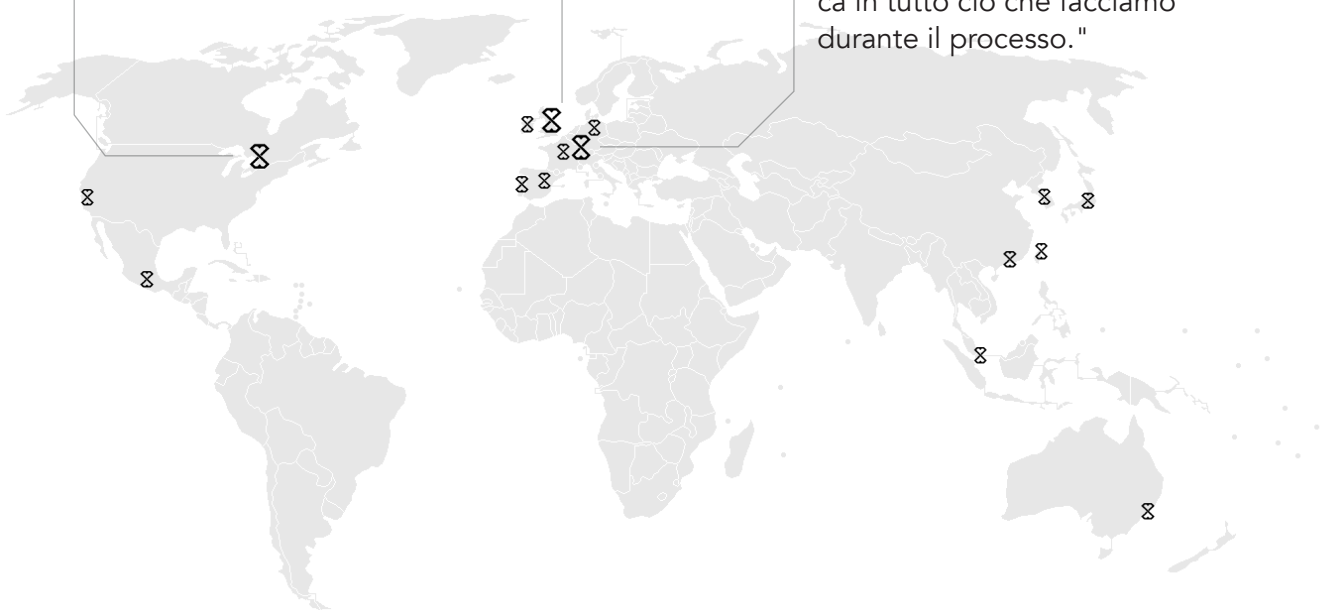 ca in tutto ciò che facciamo
durante il processo."